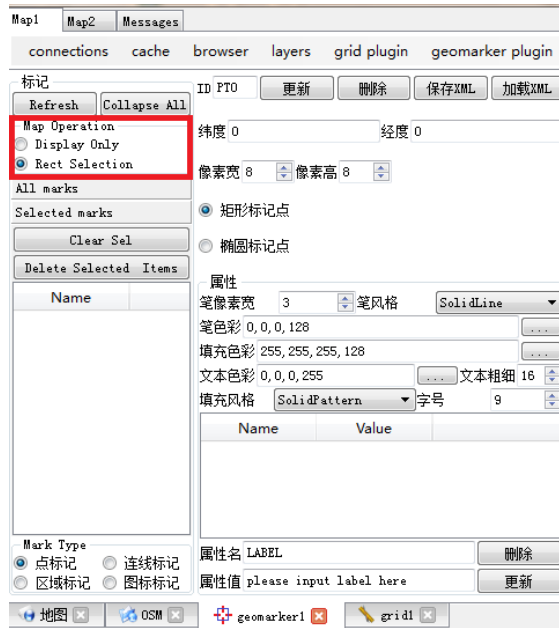 Map1 Map2 Messages
connections cache browser layers grid plugin geomarker plugin
标记
Refresh Collapse All
Map Operation
Display Only
Rect Selection
All marks
Selected marks
Clear Sel
Delete Selected Items
Name
Mark Type
点标记 连线标记
区域标记 图标标记
ID PT0 更新 删除 保存XML 加载XML
纬度 0 经度 0
像素宽 8 像素高 8
矩形标记点
椭圆标记点
属性
笔像素宽 3 笔风格 SolidLine
笔色彩 0,0,0,128 ...
填充色彩 255,255,255,128 ...
文本色彩 0,0,0,255 ... 文本粗细 16
填充风格 SolidPattern 字号 9
Name Value
属性名 LABEL 删除
属性值 please input label here 更新
地图 OSM geomarker1 grid1